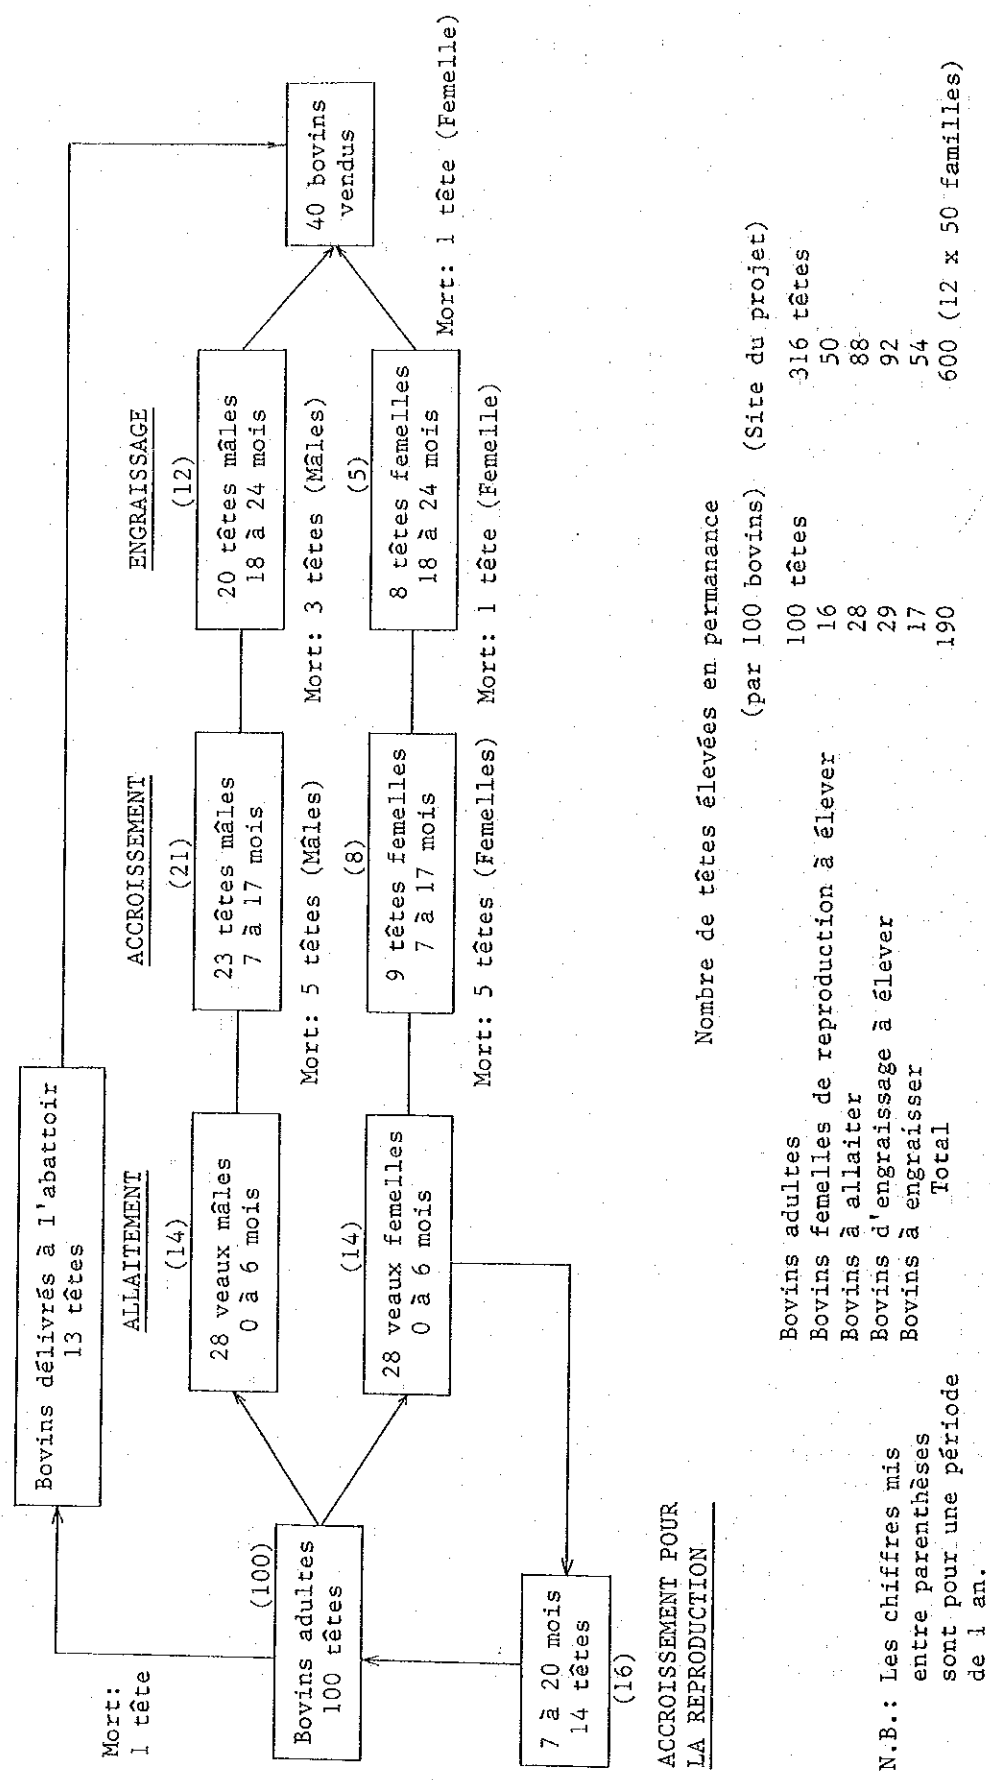 Mort:
1 tête
Bovins délivrés à l'abattoir
13 têtes
ALLAITEMENT
ACCROISSEMENT
ENGRAISSAGE
(14)
28 veaux mâles
0 à 6 mois
(21)
23 têtes mâles
7 à 17 mois
(12)
20 têtes mâles
18 à 24 mois
40 bovins
vendus
(100)
Bovins adultes
100 têtes
Mort: 5 têtes (Mâles)
Mort: 3 têtes (Mâles)
(14)
28 veaux femelles
0 à 6 mois
(8)
9 têtes femelles
7 à 17 mois
(5)
8 têtes femelles
18 à 24 mois
Mort: 1 tête (Femelle)
Mort: 5 têtes (Femelles)
Mort: 1 tête (Femelle)
7 à 20 mois
14 têtes
(16)
ACCROISSEMENT POUR
LA REPRODUCTION
Nombre de têtes élevées en permanance
(par 100 bovins) (Site du projet)
Bovins adultes 100 têtes 316 têtes
Bovins femelles de reproduction à élever 16 50
Bovins à allaiter 28 88
Bovins d'engraissage à élever 29 92
Bovins à engraisser 17 54
Total 190 600 (12 x 50 familles)
N.B.: Les chiffres mis
entre parenthèses
sont pour une période
de 1 an.